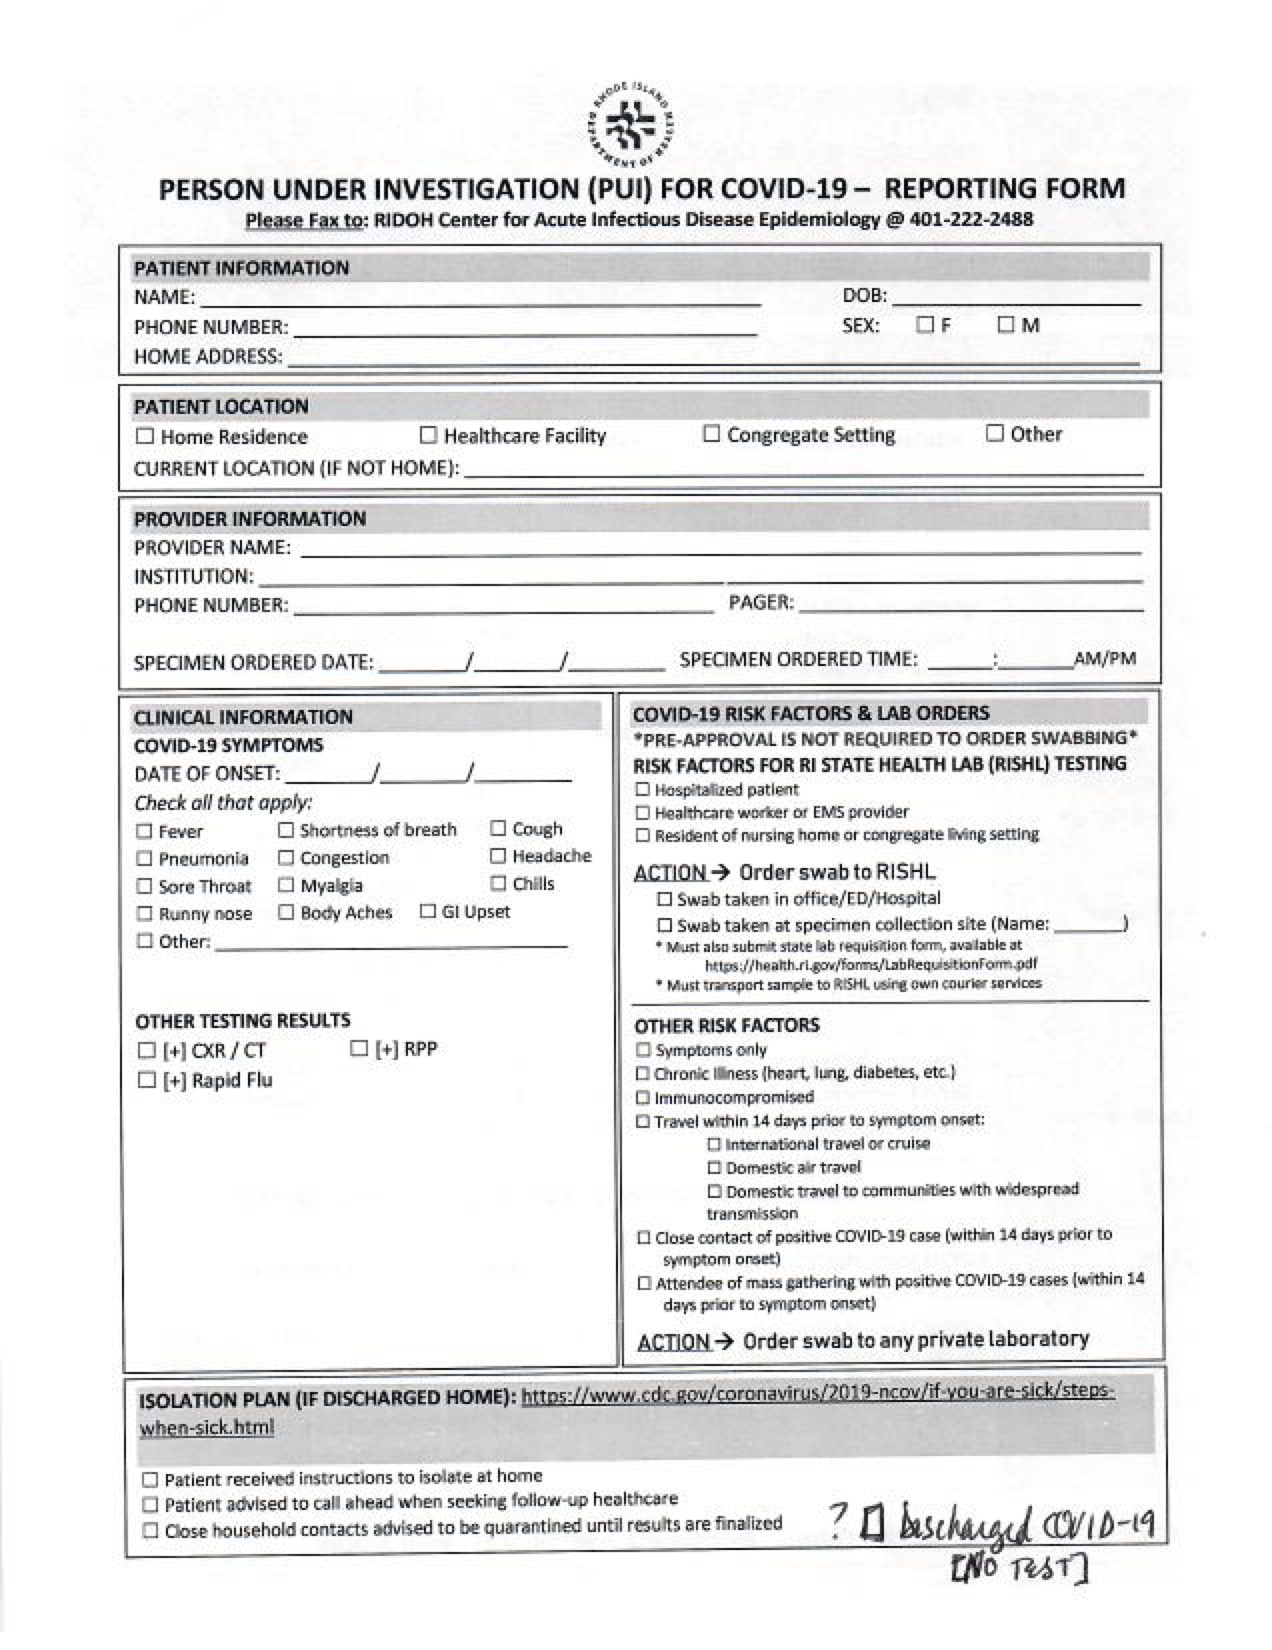 RHODE ISLAND DEPARTMENT OF HEALTH
PERSON UNDER INVESTIGATION (PUI) FOR COVID-19 – REPORTING FORM
Please Fax to: RIDOH Center for Acute Infectious Disease Epidemiology @ 401-222-2488
PATIENT INFORMATION
NAME: DOB:
PHONE NUMBER: SEX: ☐ F ☐ M
HOME ADDRESS:
PATIENT LOCATION
☐ Home Residence ☐ Healthcare Facility ☐ Congregate Setting ☐ Other
CURRENT LOCATION (IF NOT HOME):
PROVIDER INFORMATION
PROVIDER NAME:
INSTITUTION:
PHONE NUMBER: PAGER:
SPECIMEN ORDERED DATE: ____/____/____ SPECIMEN ORDERED TIME: ____:____AM/PM
CLINICAL INFORMATION
COVID-19 SYMPTOMS
DATE OF ONSET: ____/____/____
Check all that apply:
☐ Fever ☐ Shortness of breath ☐ Cough
☐ Pneumonia ☐ Congestion ☐ Headache
☐ Sore Throat ☐ Myalgia ☐ Chills
☐ Runny nose ☐ Body Aches ☐ GI Upset
☐ Other:
OTHER TESTING RESULTS
☐ [+] CXR / CT ☐ [+] RPP
☐ [+] Rapid Flu
COVID-19 RISK FACTORS & LAB ORDERS
*PRE-APPROVAL IS NOT REQUIRED TO ORDER SWABBING*
RISK FACTORS FOR RI STATE HEALTH LAB (RISHL) TESTING
☐ Hospitalized patient
☐ Healthcare worker or EMS provider
☐ Resident of nursing home or congregate living setting
ACTION → Order swab to RISHL
☐ Swab taken in office/ED/Hospital
☐ Swab taken at specimen collection site (Name: ______)
* Must also submit state lab requisition form, available at
https://health.ri.gov/forms/LabRequisitionForm.pdf
* Must transport sample to RISHL using own courier services
OTHER RISK FACTORS
☐ Symptoms only
☐ Chronic Illness (heart, lung, diabetes, etc.)
☐ Immunocompromised
☐ Travel within 14 days prior to symptom onset:
☐ International travel or cruise
☐ Domestic air travel
☐ Domestic travel to communities with widespread
transmission
☐ Close contact of positive COVID-19 case (within 14 days prior to
symptom onset)
☐ Attendee of mass gathering with positive COVID-19 cases (within 14
days prior to symptom onset)
ACTION → Order swab to any private laboratory
ISOLATION PLAN (IF DISCHARGED HOME): https://www.cdc.gov/coronavirus/2019-ncov/if-you-are-sick/steps-
when-sick.html
☐ Patient received instructions to isolate at home
☐ Patient advised to call ahead when seeking follow-up healthcare
☐ Close household contacts advised to be quarantined until results are finalized
? ☐ Discharged COVID-19
[NO TEST]